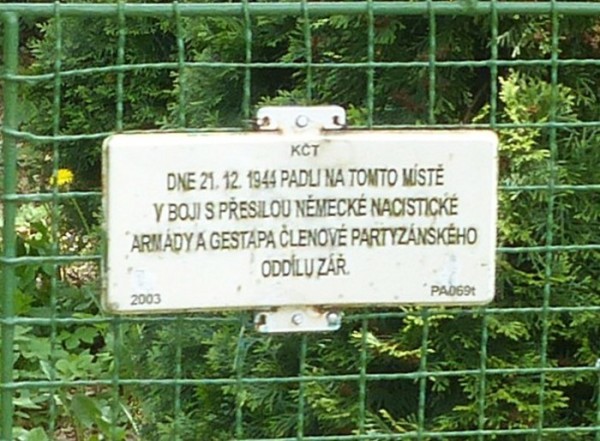 KČT
DNE 21. 12. 1944 PADLI NA TOMTO MÍSTĚ
V BOJI S PŘESILOU NĚMECKÉ NACISTICKÉ
ARMÁDY A GESTAPA ČLENOVÉ PARTYZÁNSKÉHO
ODDÍLU ZÁŘ.
2003 PA069t